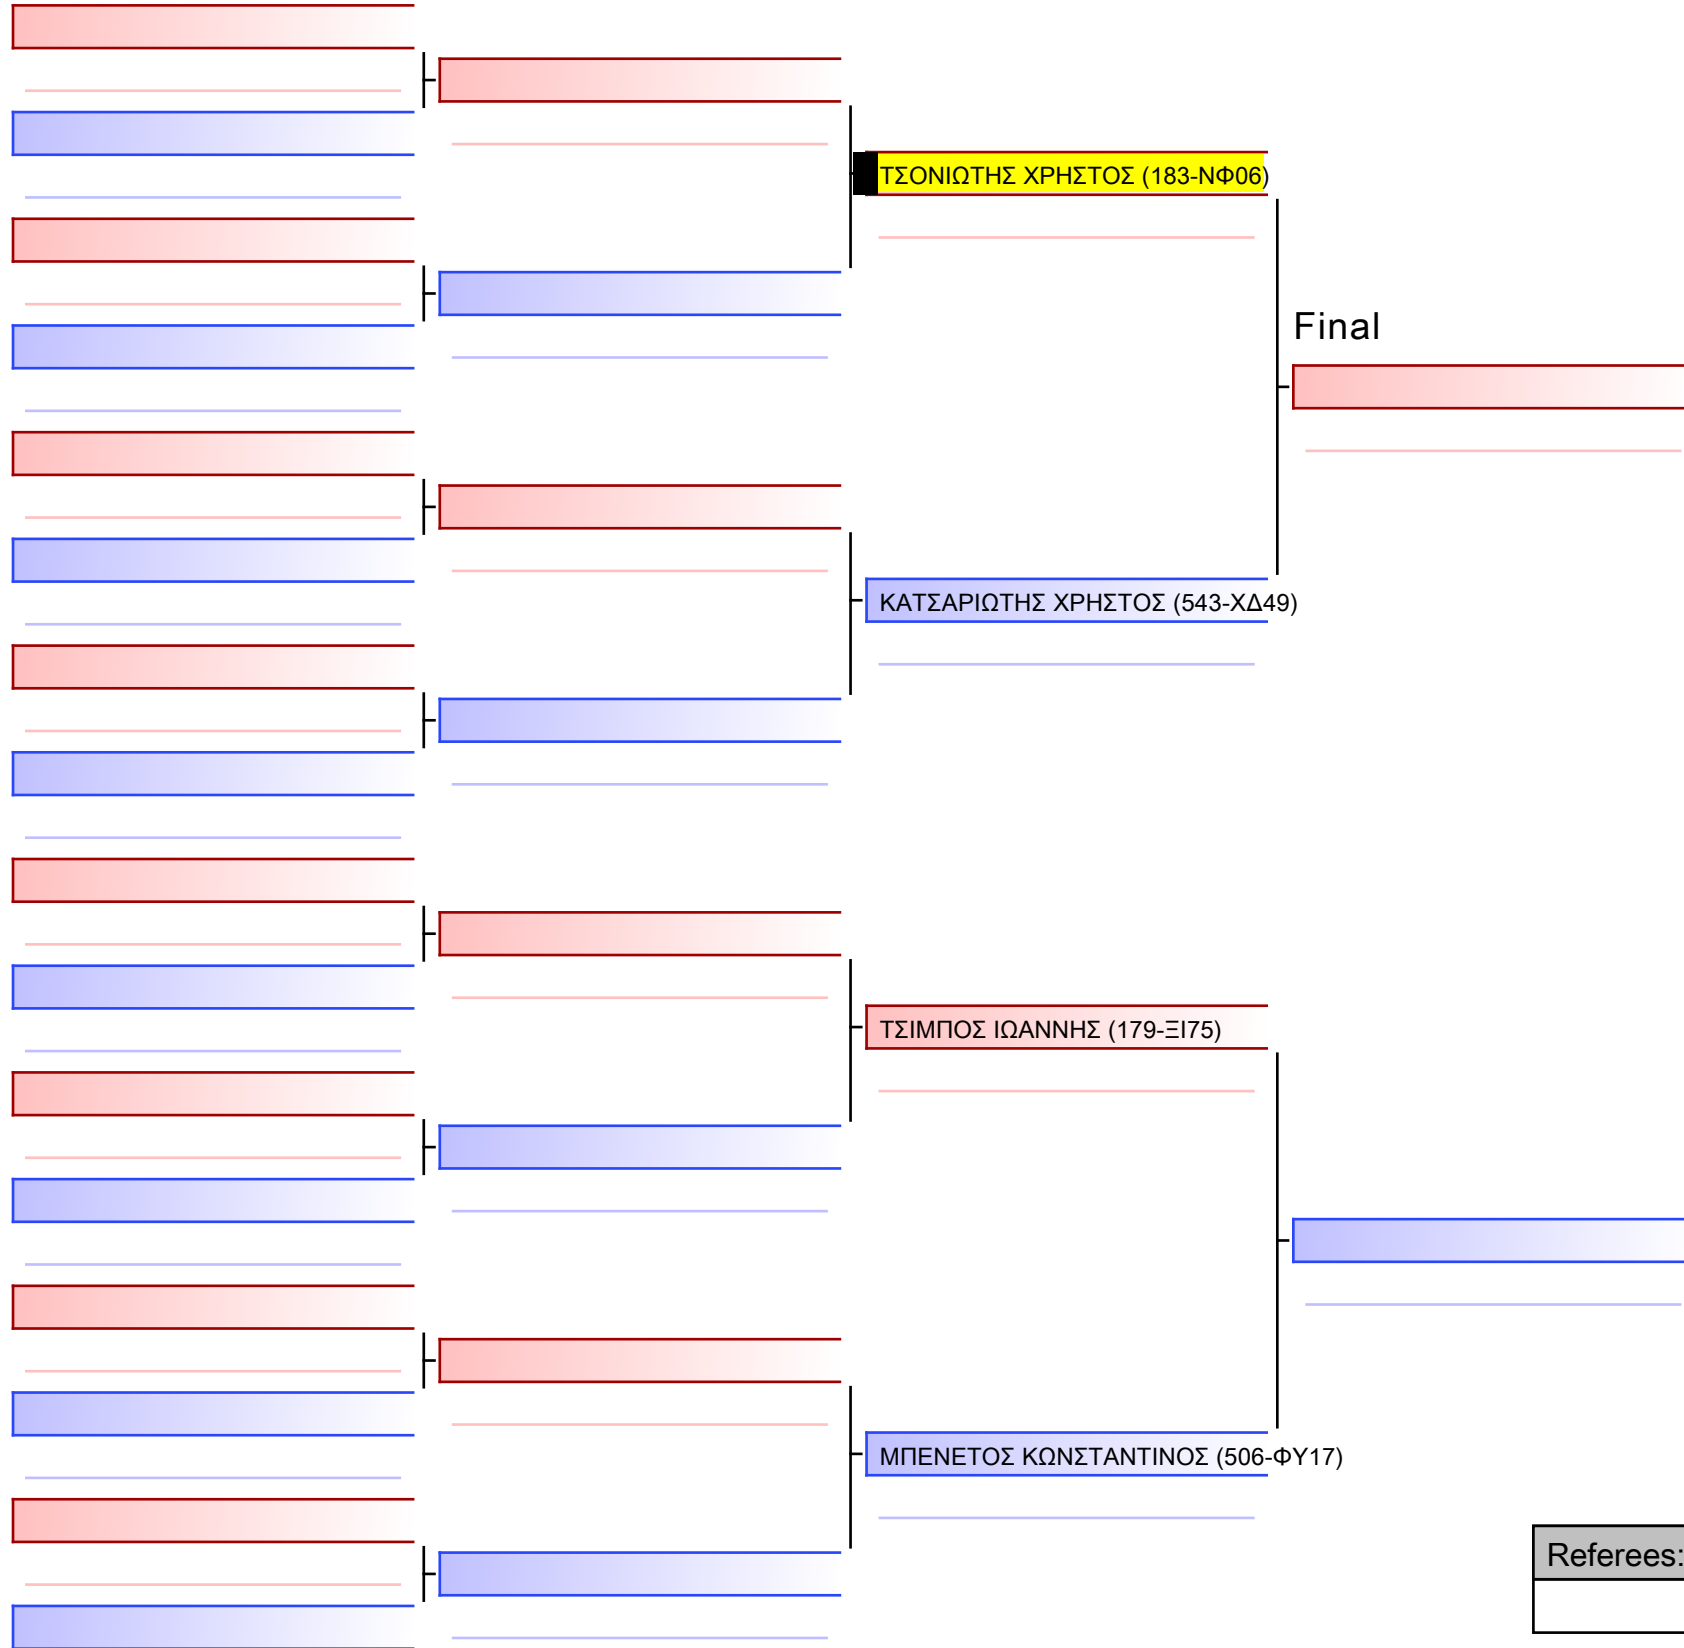 ΤΣΟΝΙΩΤΗΣ ΧΡΗΣΤΟΣ (183-ΝΦ06)
Final
ΚΑΤΣΑΡΙΩΤΗΣ ΧΡΗΣΤΟΣ (543-ΧΔ49)
ΤΣΙΜΠΟΣ ΙΩΑΝΝΗΣ (179-ΞΙ75)
ΜΠΕΝΕΤΟΣ ΚΩΝΣΤΑΝΤΙΝΟΣ (506-ΦΥ17)
Referees: